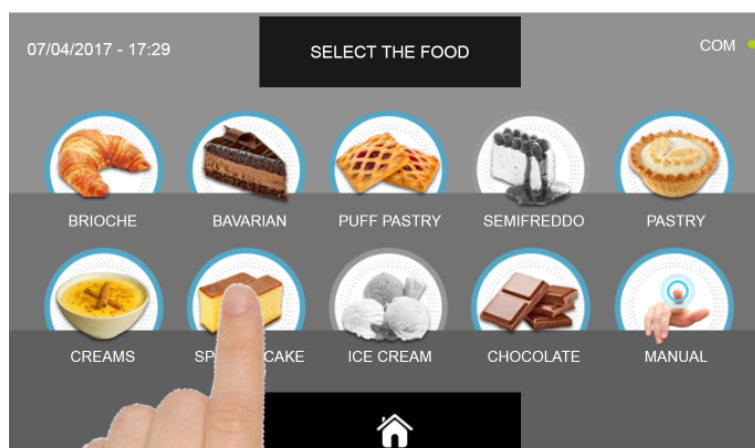 07/04/2017 - 17:29
SELECT THE FOOD
COM
BRIOCHE
BAVARIAN
PUFF PASTRY
SEMIFREDDO
PASTRY
CREAMS
CAKE
ICE CREAM
CHOCOLATE
MANUAL